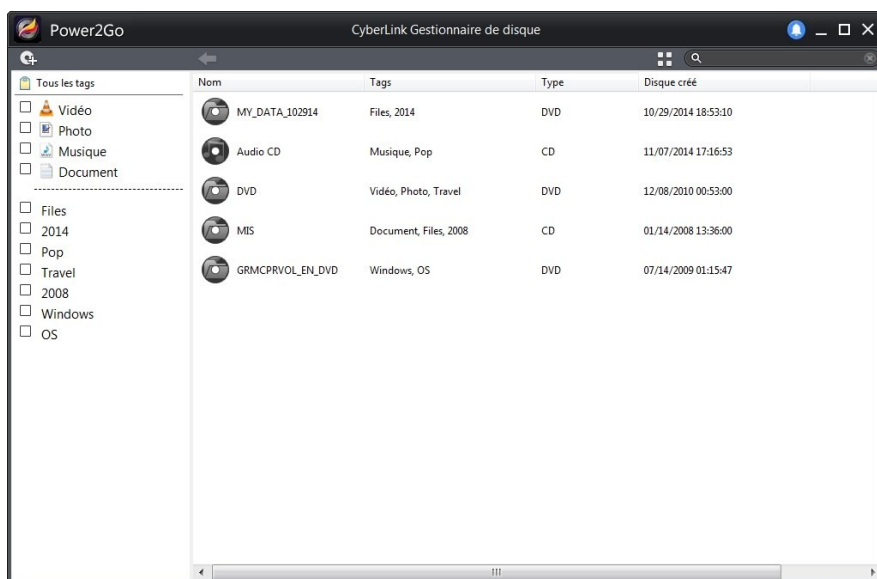 Power2Go CyberLink Gestionnaire de disque
Tous les tags
Vidéo
Photo
Musique
Document
Files
2014
Pop
Travel
2008
Windows
OS
Nom Tags Type Disque créé
MY_DATA_102914 Files, 2014 DVD 10/29/2014 18:53:10
Audio CD Musique, Pop CD 11/07/2014 17:16:53
DVD Vidéo, Photo, Travel DVD 12/08/2010 00:53:00
MIS Document, Files, 2008 CD 01/14/2008 13:36:00
GRMCPRVOL_EN_DVD Windows, OS DVD 07/14/2009 01:15:47